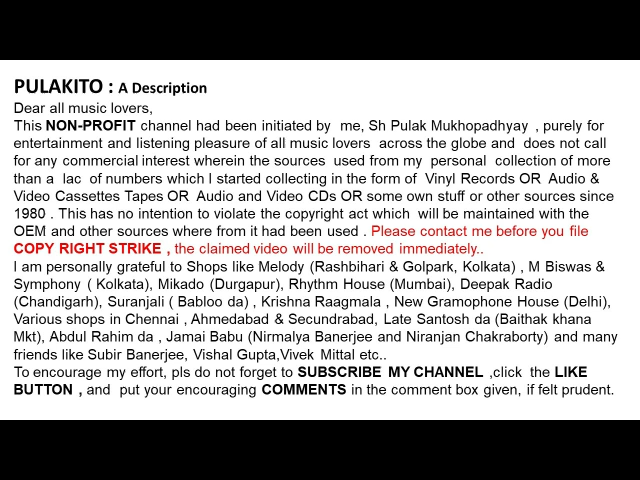 PULAKITO : A Description
Dear all music lovers,
This NON-PROFIT channel had been initiated by me, Sh Pulak Mukhopadhyay , purely for
entertainment and listening pleasure of all music lovers across the globe and does not call
for any commercial interest wherein the sources used from my personal collection of more
than a lac of numbers which I started collecting in the form of Vinyl Records OR Audio &
Video Cassettes Tapes OR Audio and Video CDs OR some own stuff or other sources since
1980 . This has no intention to violate the copyright act which will be maintained with the
OEM and other sources where from it had been used . Please contact me before you file
COPY RIGHT STRIKE , the claimed video will be removed immediately..
I am personally grateful to Shops like Melody (Rashbihari & Golpark, Kolkata) , M Biswas &
Symphony ( Kolkata), Mikado (Durgapur), Rhythm House (Mumbai), Deepak Radio
(Chandigarh), Suranjali ( Babloo da) , Krishna Raagmala , New Gramophone House (Delhi),
Various shops in Chennai , Ahmedabad & Secundrabad, Late Santosh da (Baithak khana
Mkt), Abdul Rahim da , Jamai Babu (Nirmalya Banerjee and Niranjan Chakraborty) and many
friends like Subir Banerjee, Vishal Gupta,Vivek Mittal etc..
To encourage my effort, pls do not forget to SUBSCRIBE MY CHANNEL ,click the LIKE
BUTTON , and put your encouraging COMMENTS in the comment box given, if felt prudent.